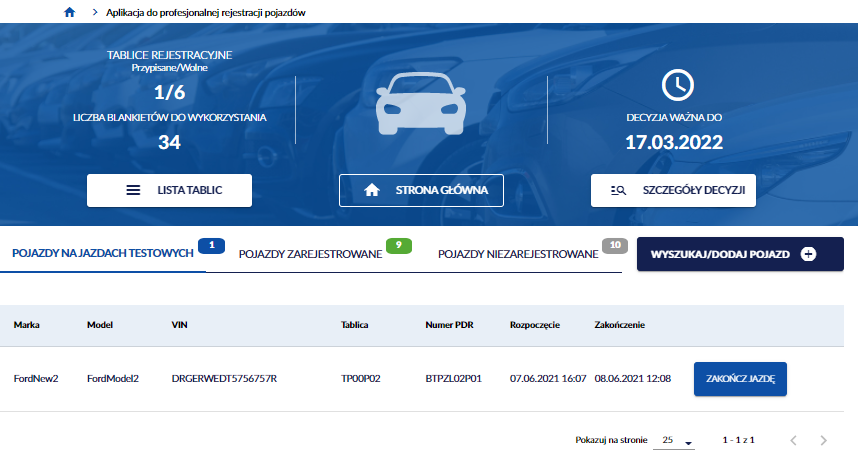 Aplikacja do profesjonalnej rejestracji pojazdów
TABLICE REJESTRACYJNE
Przypisane/Wolne
1/6
LICZBA BLANKIETÓW DO WYKORZYSTANIA
34
DECYZJA WAŻNA DO
17.03.2022
LISTA TABLIC
STRONA GŁÓWNA
SZCZEGÓŁY DECYZJI
POJAZDY NA JAZDACH TESTOWYCH 1
POJAZDY ZAREJESTROWANE 9
POJAZDY NIEZAREJESTROWANE 10
WYSZUKAJ/DODAJ POJAZD
Marka Model VIN Tablica Numer PDR Rozpoczęcie Zakończenie
FordNew2 FordModel2 DRGERWEDT5756757R TP00P02 BTPZL02P01 07.06.2021 16:07 08.06.2021 12:08 ZAKOŃCZ JAZDĘ
Pokazuj na stronie 25 1 - 1 z 1